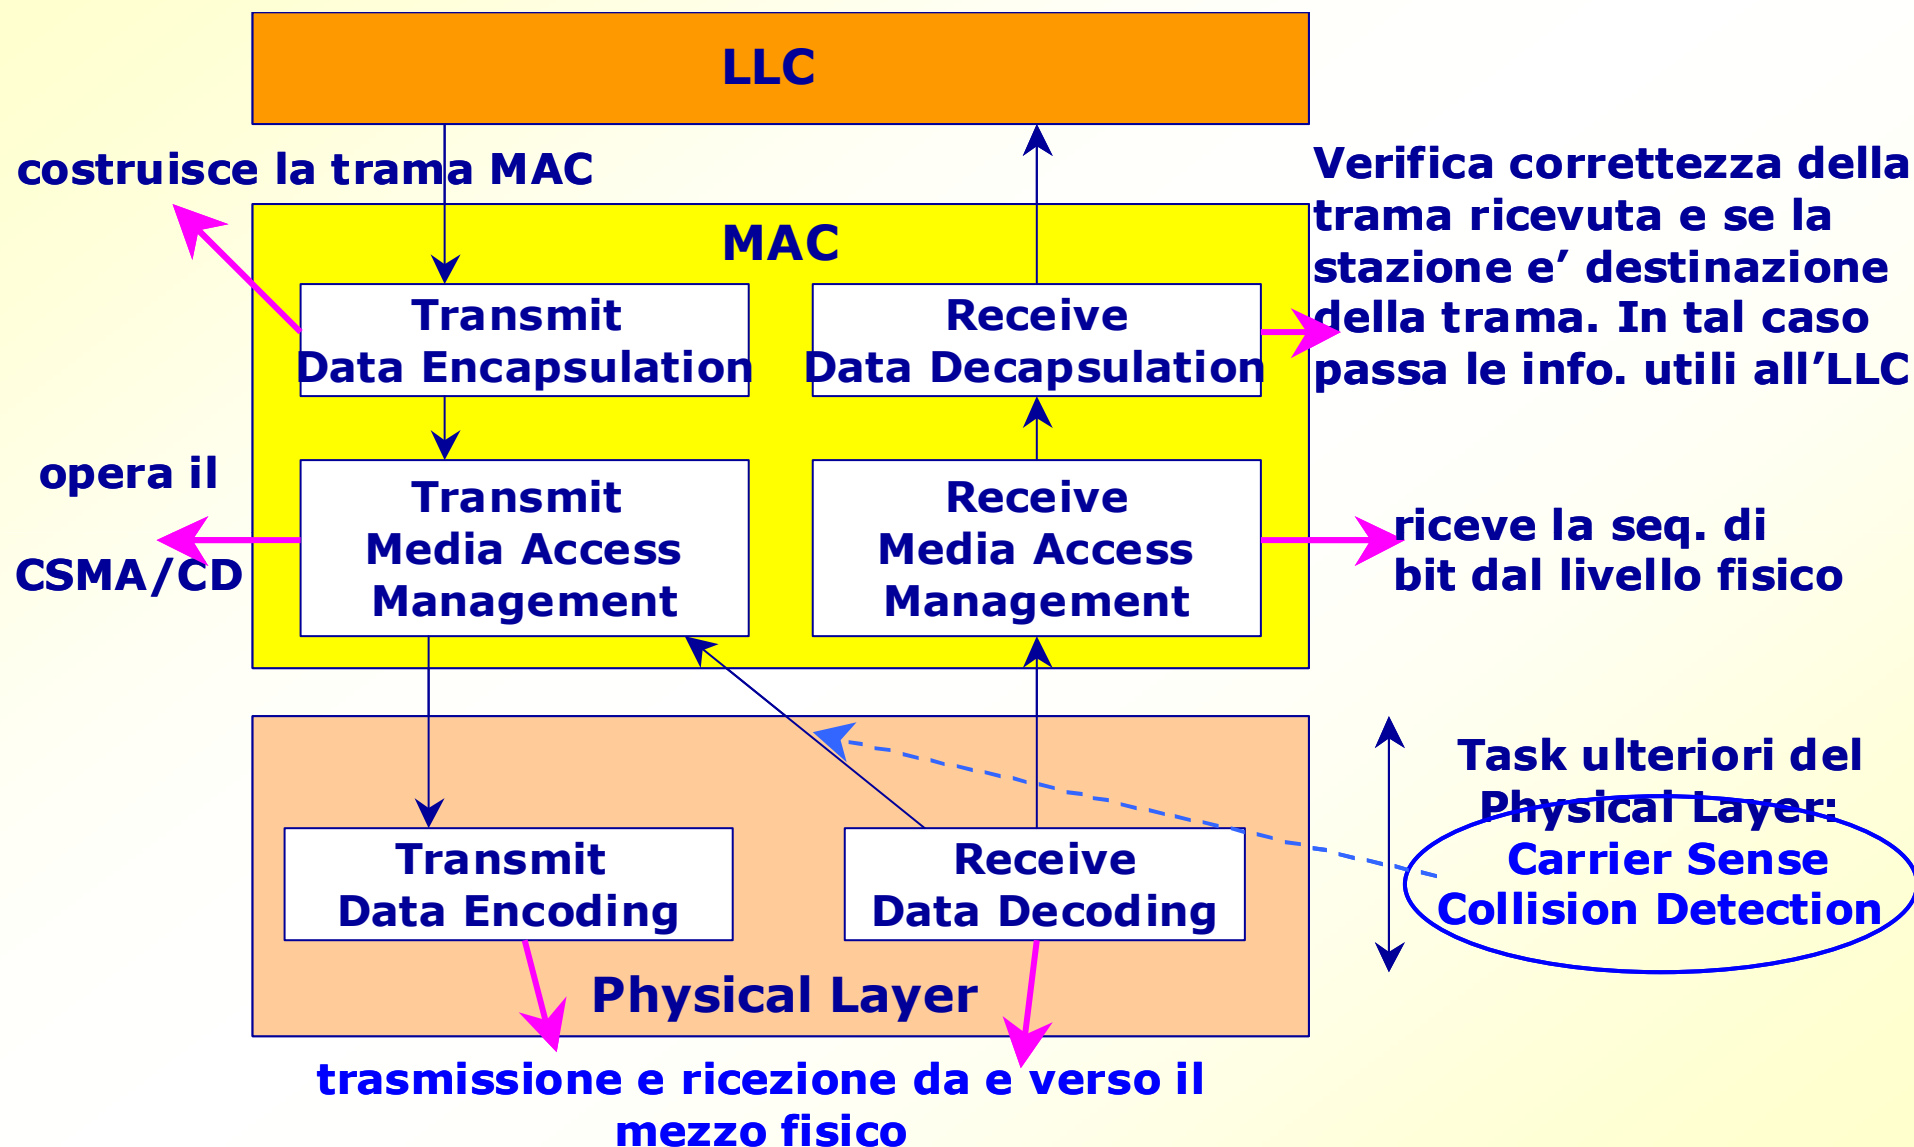 LLC
costruisce la trama MAC
Verifica correttezza della
trama ricevuta e se la
stazione e’ destinazione
della trama. In tal caso
passa le info. utili all’LLC
MAC
Transmit
Data Encapsulation
Receive
Data Decapsulation
opera il
CSMA/CD
Transmit
Media Access
Management
Receive
Media Access
Management
riceve la seq. di
bit dal livello fisico
Task ulteriori del
Physical Layer:
Carrier Sense
Collision Detection
Transmit
Data Encoding
Receive
Data Decoding
Physical Layer
trasmissione e ricezione da e verso il
mezzo fisico